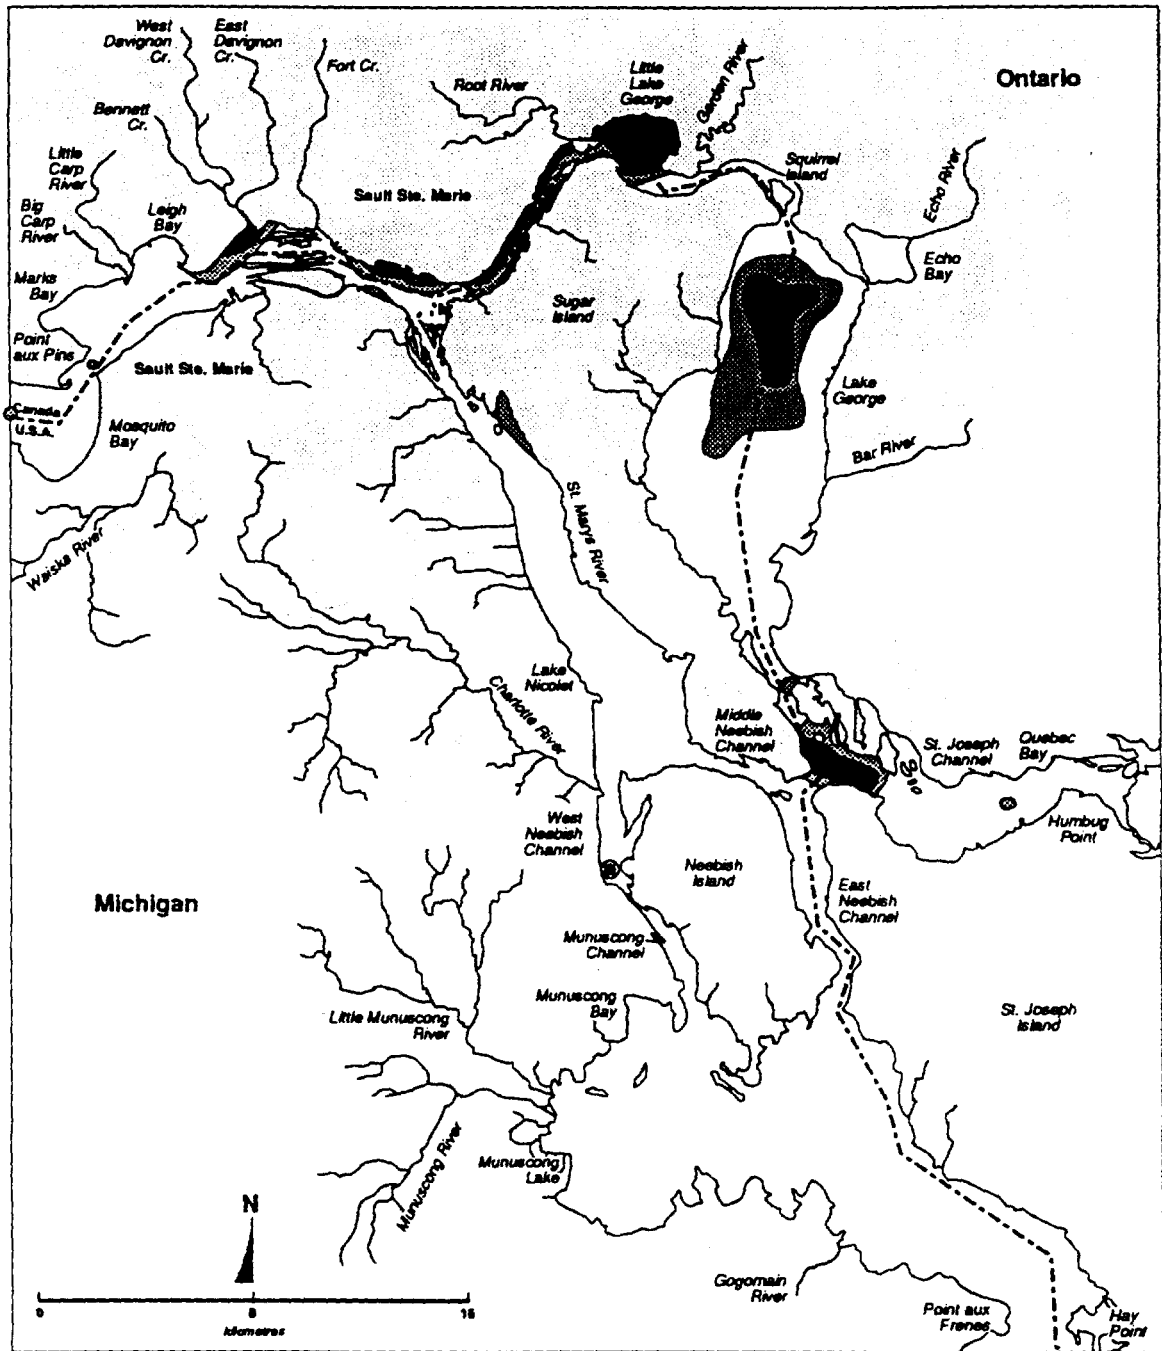 West
Davignon
Cr.
East
Davignon
Cr.
Fort Cr.
Bennett
Cr.
Little
Carp
River
Big
Carp
River
Leigh
Bay
Marks
Bay
Point
aux Pins
Sault Ste. Marie
Root River
Little
Lake
George
Garden River
Ontario
Squirrel
Island
Echo River
Echo
Bay
Sugar
Island
Sault Ste. Marie
Canada
U.S.A.
Mosquito
Bay
Lake
George
Bar River
Waiska River
St. Marys River
Lake
Nicolet
Charlotte River
Middle
Neebish
Channel
St. Joseph
Channel
Quebec
Bay
Humbug
Point
West
Neebish
Channel
Neebish
Island
East
Neebish
Channel
Michigan
Munuscong
Channel
Munuscong
Bay
Little Munuscong
River
St. Joseph
Island
Munuscong River
Munuscong
Lake
N
Gogomain
River
Point aux
Frenes
Hay
Point
0
8
16
kilometres